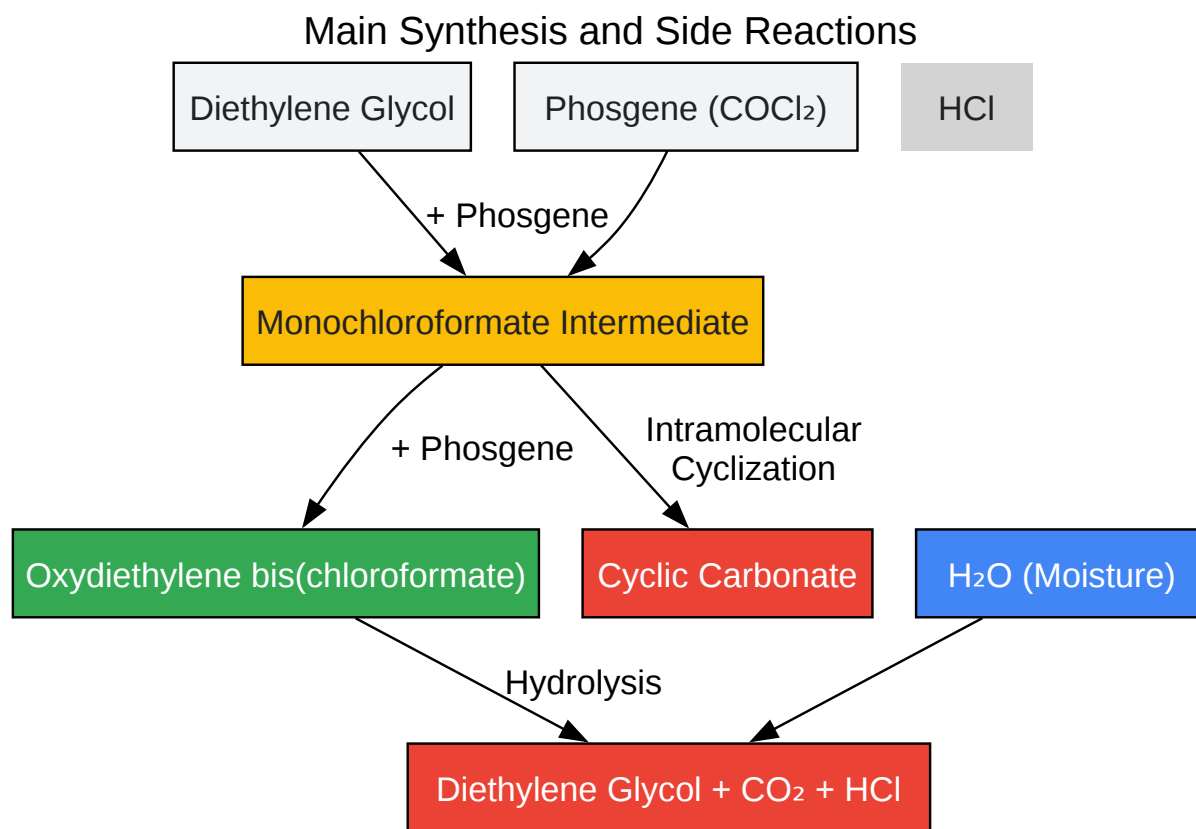 Main Synthesis and Side Reactions
Diethylene Glycol
Phosgene (COCl₂)
HCl
+ Phosgene
Monochloroformate Intermediate
+ Phosgene
Intramolecular
Cyclization
Oxydiethylene bis(chloroformate)
Cyclic Carbonate
H₂O (Moisture)
Hydrolysis
Diethylene Glycol + CO₂ + HCl